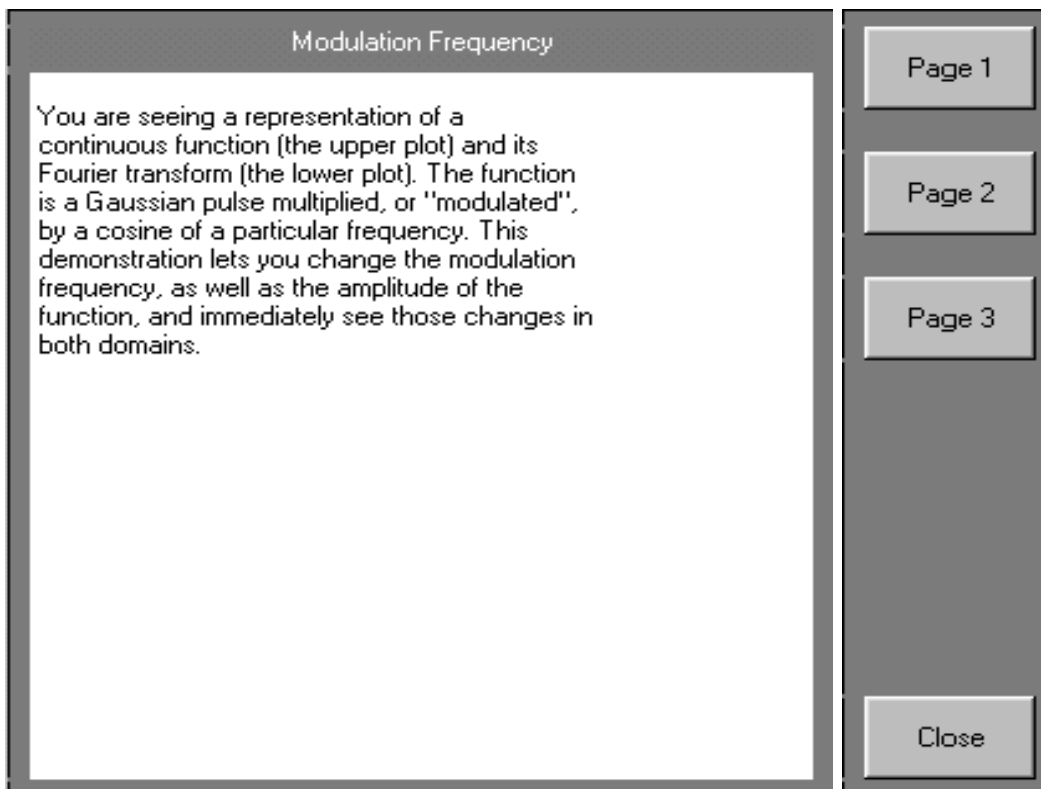 Modulation Frequency
You are seeing a representation of a
continuous function (the upper plot) and its
Fourier transform (the lower plot). The function
is a Gaussian pulse multiplied, or "modulated",
by a cosine of a particular frequency. This
demonstration lets you change the modulation
frequency, as well as the amplitude of the
function, and immediately see those changes in
both domains.
Page 1
Page 2
Page 3
Close